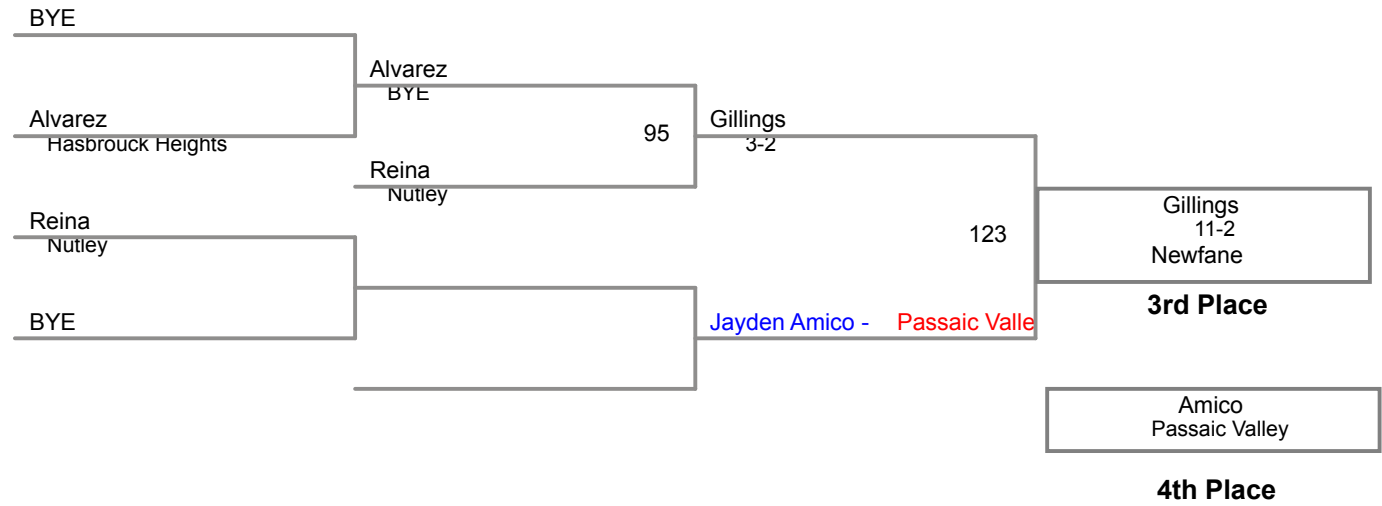 BYE
Alvarez
BYE
Alvarez
Hasbrouck Heights
95
Gillings
3-2
Reina
Nutley
Gillings
11-2
Newfane
Reina
Nutley
123
3rd Place
BYE
Jayden Amico - Passaic Valle
Amico
Passaic Valley
4th Place